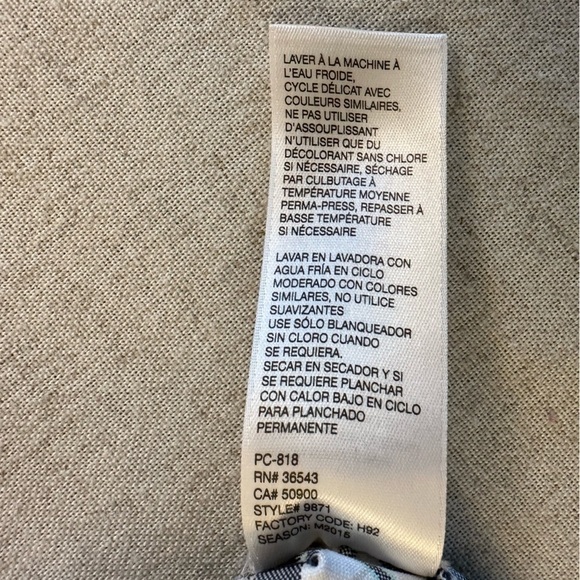 LAVER À LA MACHINE À
L'EAU FROIDE,
CYCLE DÉLICAT AVEC
COULEURS SIMILAIRES,
NE PAS UTILISER
D'ASSOUPLISSANT
N'UTILISER QUE DU
DÉCOLORANT SANS CHLORE
SI NÉCESSAIRE, SÉCHAGE
PAR CULBUTAGE À
TEMPÉRATURE MOYENNE
PERMA-PRESS, REPASSER À
BASSE TEMPÉRATURE
SI NÉCESSAIRE
LAVAR EN LAVADORA CON
AGUA FRÍA EN CICLO
MODERADO CON COLORES
SIMILARES, NO UTILICE
SUAVIZANTES
USE SÓLO BLANQUEADOR
SIN CLORO CUANDO
SE REQUIERA.
SECAR EN SECADOR Y SI
SE REQUIERE PLANCHAR
CON CALOR BAJO EN CICLO
PARA PLANCHADO
PERMANENTE
PC-818
RN# 36543
CA# 50900
STYLE# 9871
FACTORY CODE: H92
SEASON: M2015